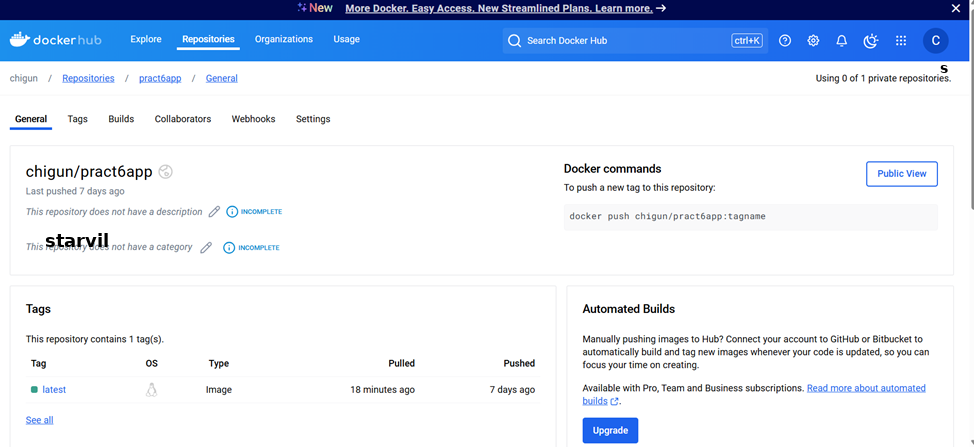 New More Docker. Easy Access. New Streamlined Plans. Learn more. →
dockerhub Explore Repositories Organizations Usage Search Docker Hub ctrl+K C
s
chigun / Repositories / pract6app / General Using 0 of 1 private repositories.
General Tags Builds Collaborators Webhooks Settings
chigun/pract6app
Last pushed 7 days ago
This repository does not have a description INCOMPLETE
starvil
This repository does not have a category INCOMPLETE
Docker commands
To push a new tag to this repository:
Public View
docker push chigun/pract6app:tagname
Tags
This repository contains 1 tag(s).
Tag OS Type Pulled Pushed
latest Image 18 minutes ago 7 days ago
See all
Automated Builds
Manually pushing images to Hub? Connect your account to GitHub or Bitbucket to
automatically build and tag new images whenever your code is updated, so you can
focus your time on creating.
Available with Pro, Team and Business subscriptions. Read more about automated
builds.
Upgrade